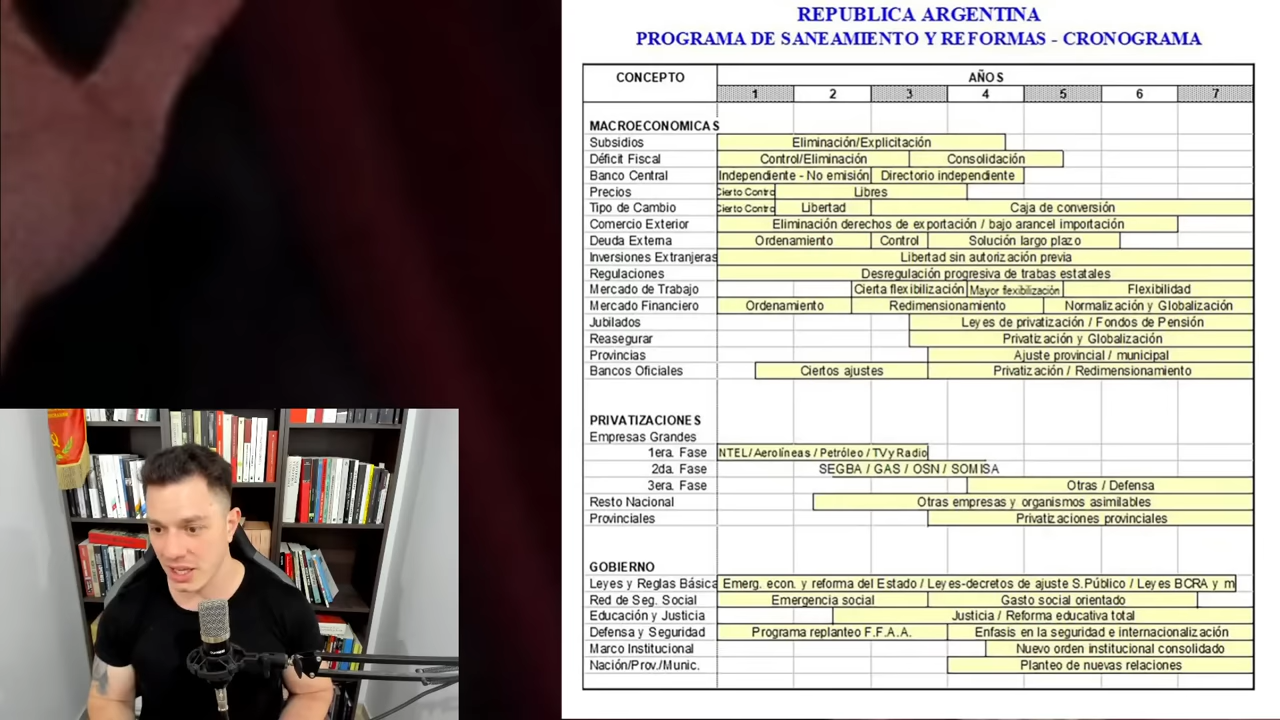 REPUBLICA ARGENTINA
PROGRAMA DE SANEAMIENTO Y REFORMAS - CRONOGRAMA
CONCEPTO AÑOS
1 2 3 4 5 6 7
MACROECONOMICAS
Subsidios Eliminación/Explicitación
Déficit Fiscal Control/Eliminación Consolidación
Banco Central Independiente - No emisión Directorio independiente
Precios Cierto Contro Libres
Tipo de Cambio Cierto Contro Libertad Caja de conversión
Comercio Exterior Eliminación derechos de exportación / bajo arancel importación
Deuda Externa Ordenamiento Control Solución largo plazo
Inversiones Extranjeras Libertad sin autorización previa
Regulaciones Desregulación progresiva de trabas estatales
Mercado de Trabajo Cierta flexibilización Mayor flexibilización Flexibilidad
Mercado Financiero Ordenamiento Redimensionamiento Normalización y Globalización
Jubilados Leyes de privatización / Fondos de Pensión
Reasegurar Privatización y Globalización
Provincias Ajuste provincial / municipal
Bancos Oficiales Ciertos ajustes Privatización / Redimensionamiento
PRIVATIZACIONES
Empresas Grandes
1era. Fase NTEL/Aerolíneas / Petróleo / TV y Radio
2da. Fase SEGBA / GAS / OSN / SOMISA
3era. Fase Otras / Defensa
Resto Nacional Otras empresas y organismos asimilables
Provinciales Privatizaciones provinciales
GOBIERNO
Leyes y Reglas Básica Emerg. econ. y reforma del Estado / Leyes-decretos de ajuste S.Público / Leyes BCRA y m
Red de Seg. Social Emergencia social Gasto social orientado
Educación y Justicia Justicia / Reforma educativa total
Defensa y Seguridad Programa replanteo F.F.A.A. Enfasis en la seguridad e internacionalización
Marco Institucional Nuevo orden institucional consolidado
Nación/Prov./Munic. Planteo de nuevas relaciones